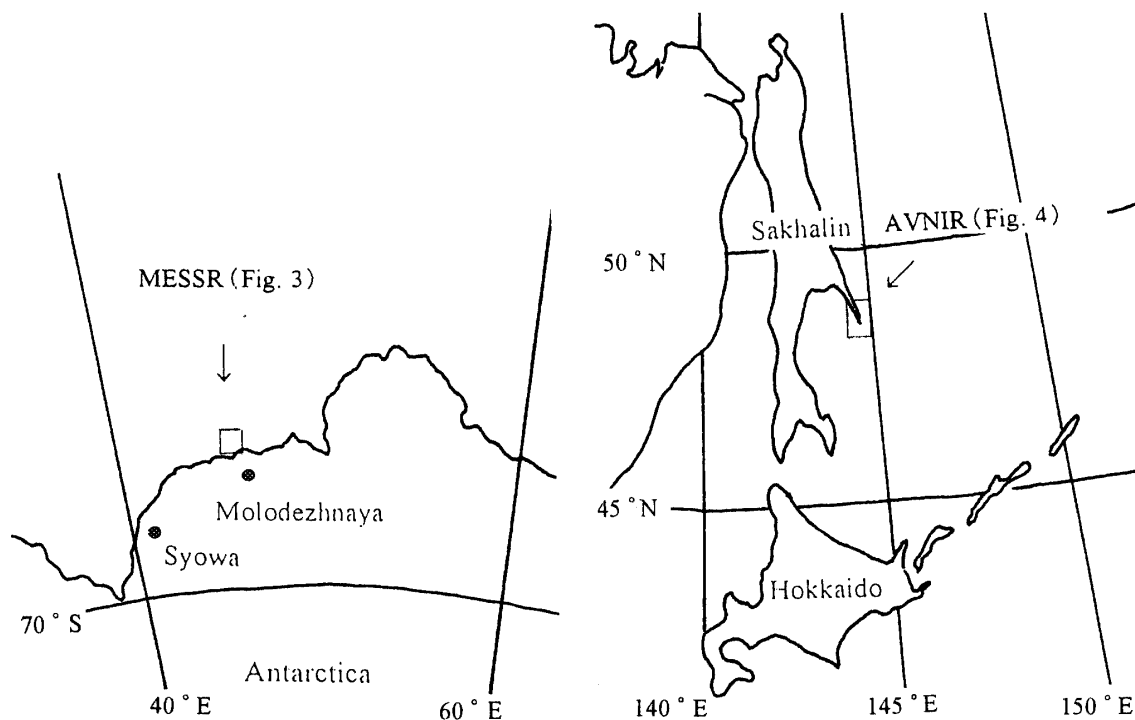 MESSR (Fig. 3)
Molodezhnaya
Syowa
70° S
Antarctica
40° E
60° E
Sakhalin
AVNIR (Fig. 4)
50° N
45° N
Hokkaido
140° E
145° E
150° E